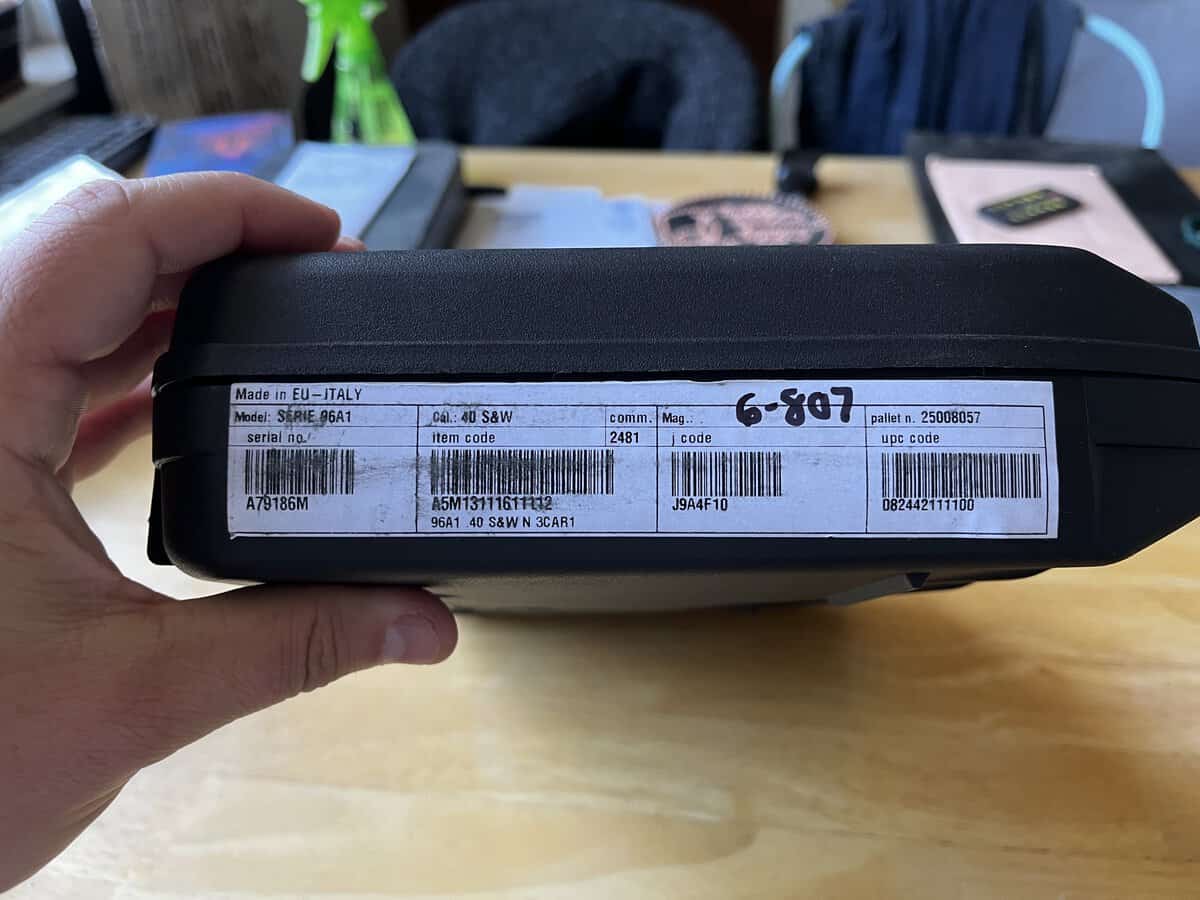 Made in EU-ITALY
Model: SERIE 96A1 Cal.: 40 S&W comm. Mag.: 6-807 pallet n. 25008057
serial no. item code 2481 j code upc code
A79186M A5M13111611112 J9A4F10 082442111100
96A1 .40 S&W N 3CAR1